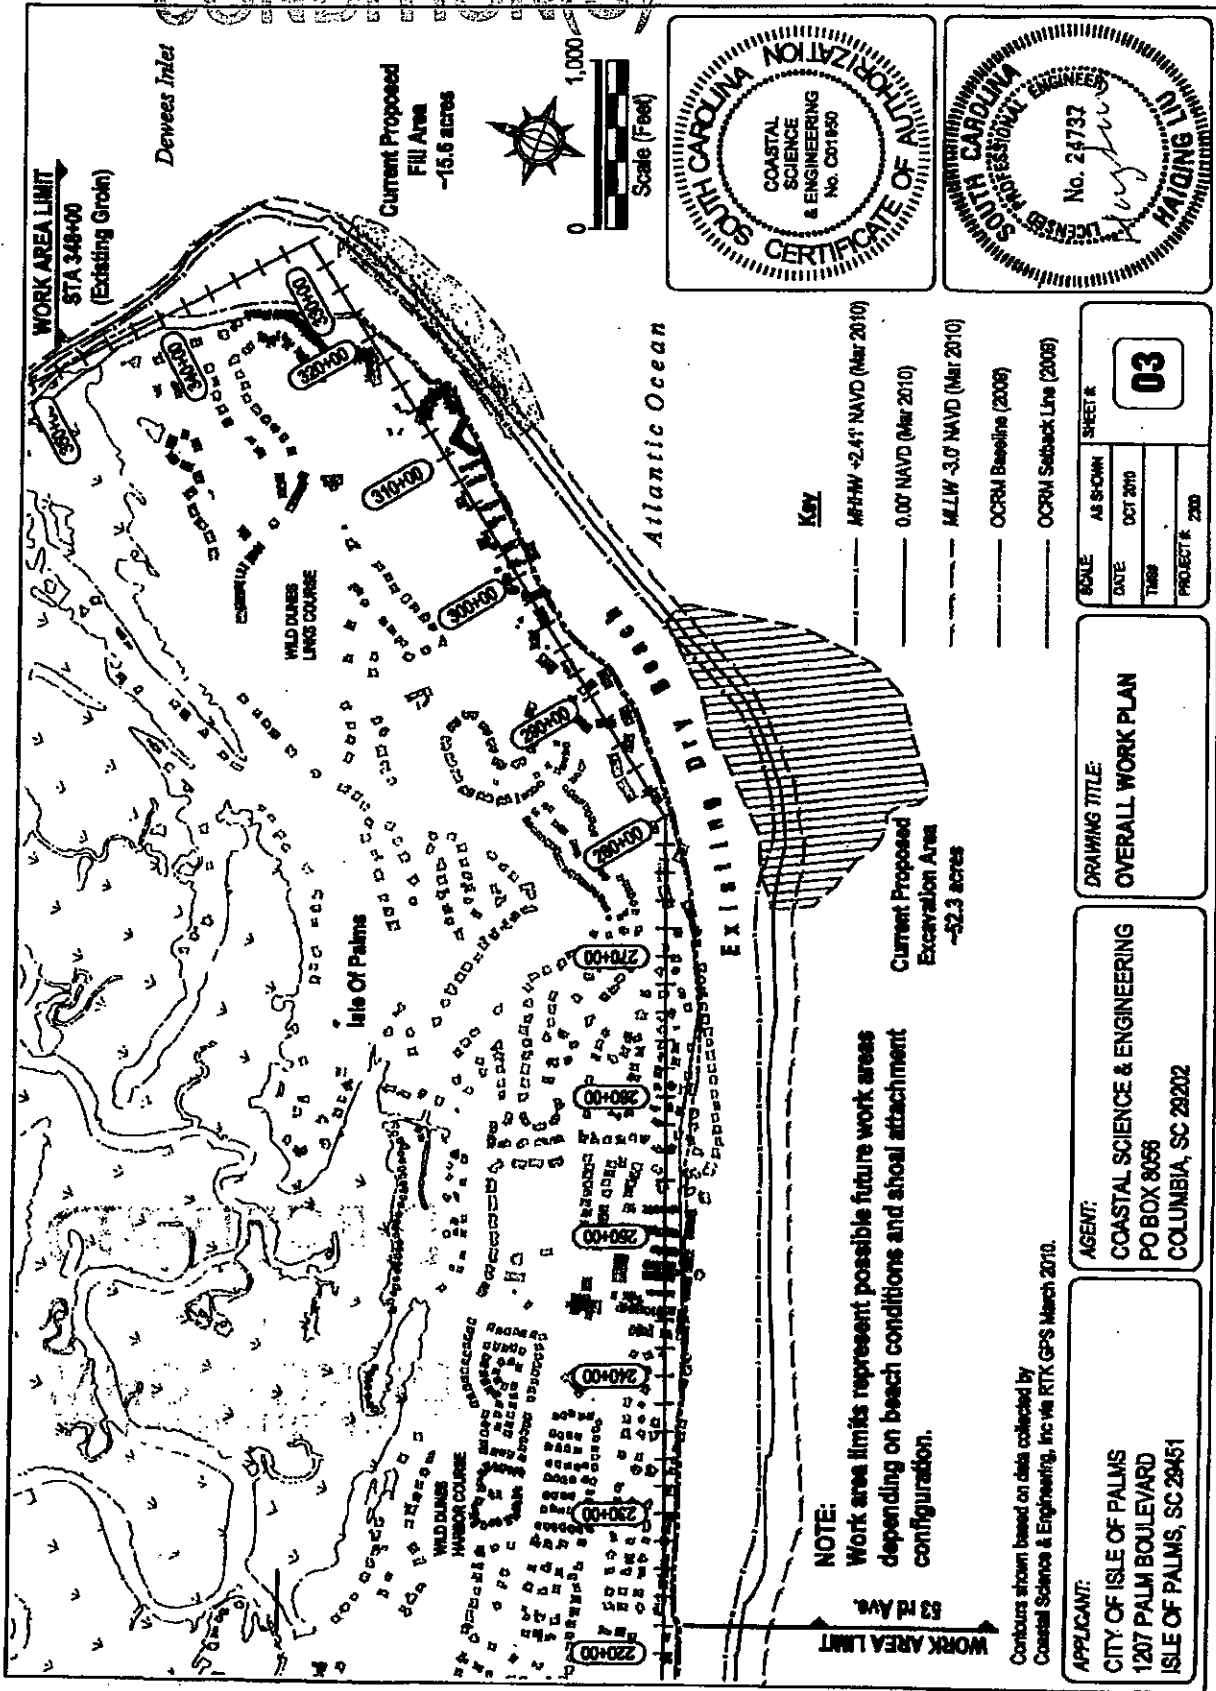 WORK AREA LIMIT
STA 348+00
(Existing Groin)
Dewees Inlet
Current Proposed
Fill Area
~15.6 acres
0
1,000
Scale (Feet)
340+00
330+00
320+00
310+00
300+00
290+00
280+00
270+00
260+00
250+00
240+00
230+00
220+00
WILD DUNES
LINKS COURSE
Isle Of Palms
WILD DUNES
HARBOR COURSE
Atlantic Ocean
Existing Dry Beach
Current Proposed
Excavation Area
~52.3 acres
53rd Ave.
WORK AREA LIMIT
NOTE:
Work area limits represent possible future work areas
depending on beach conditions and shoal attachment
configuration.
Contours shown based on data collected by
Coastal Science & Engineering, Inc via RTK GPS March 2010.
Key
MHHW +2.41' NAVD (Mar 2010)
0.00' NAVD (Mar 2010)
MLLW -3.0' NAVD (Mar 2010)
OCRM Baseline (2009)
OCRM Setback Line (2009)
SOUTH CAROLINA
CERTIFICATE OF AUTHORIZATION
COASTAL
SCIENCE
& ENGINEERING
No. C01950
SOUTH CAROLINA
LICENSED PROFESSIONAL ENGINEER
No. 24737
HAIQING LIU
APPLICANT:
CITY OF ISLE OF PALMS
1207 PALM BOULEVARD
ISLE OF PALMS, SC 29451
AGENT:
COASTAL SCIENCE & ENGINEERING
PO BOX 8056
COLUMBIA, SC 29202
DRAWING TITLE:
OVERALL WORK PLAN
SCALE: AS SHOWN
DATE: OCT 2010
TMS#
PROJECT #: 2300
SHEET #:
03